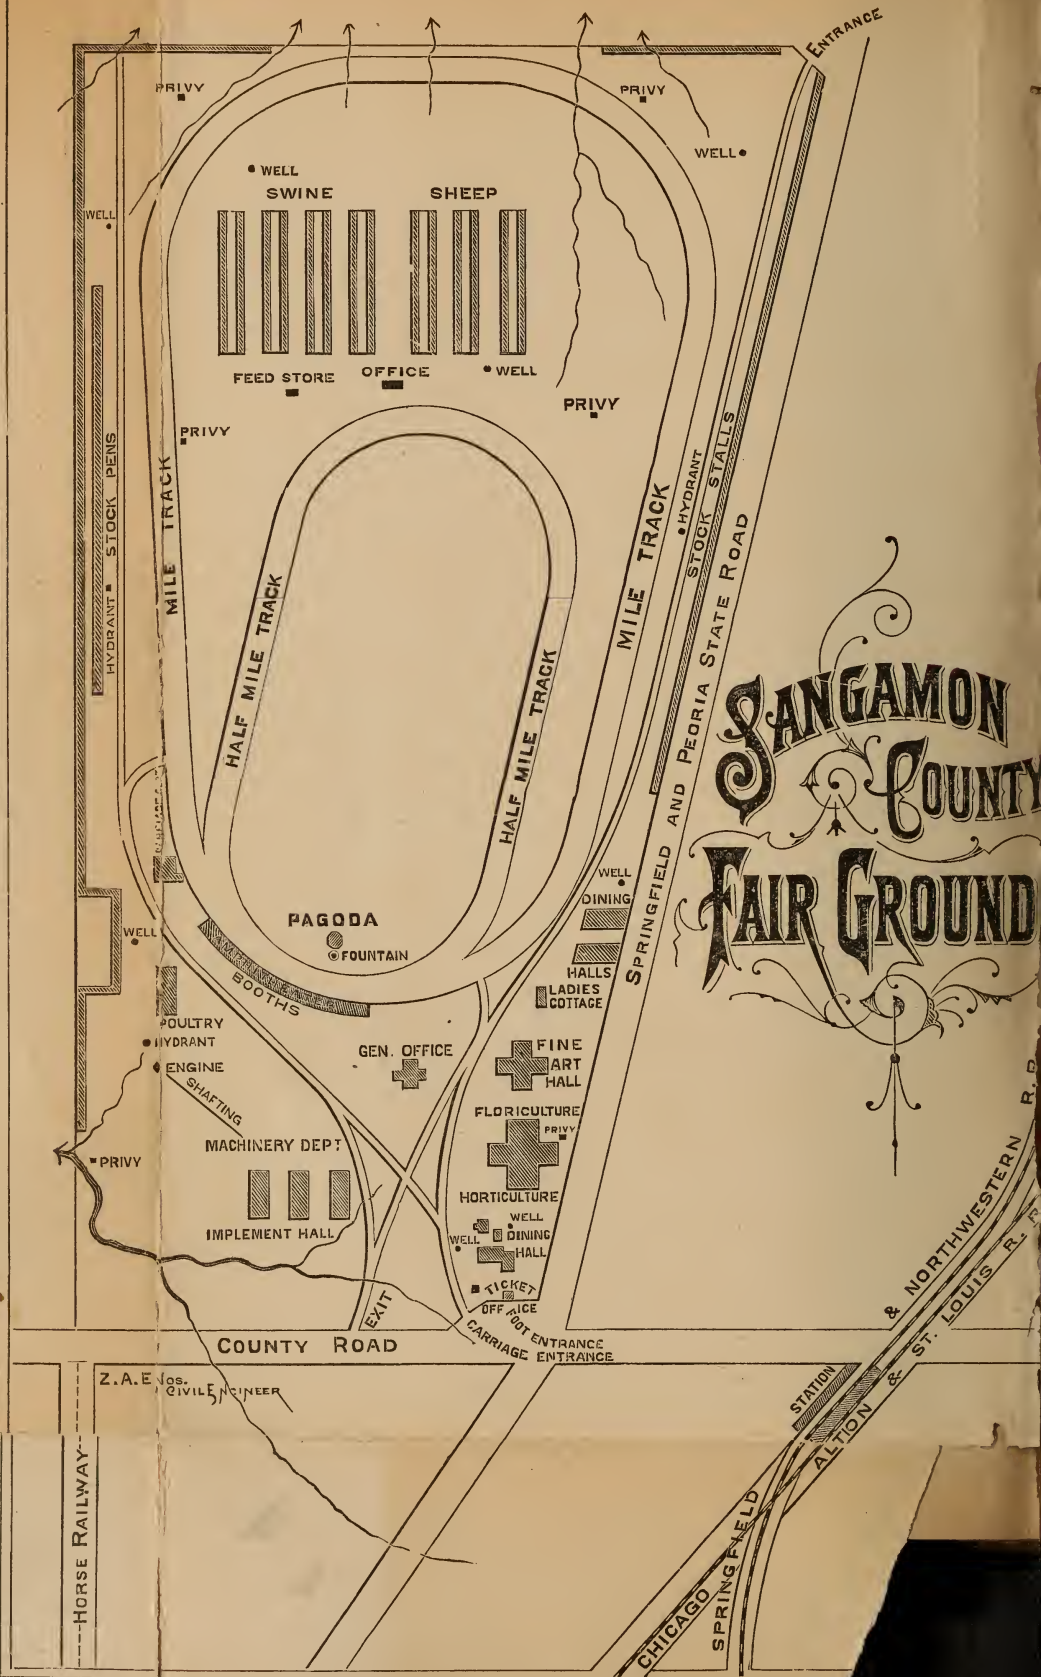 ENTRANCE
PRIVY
PRIVY
WELL
WELL
SWINE
SHEEP
WELL
FEED STORE
OFFICE
WELL
PRIVY
PRIVY
HYDRANT
STOCK PENS
MILE TRACK
HALF MILE TRACK
HALF MILE TRACK
MILE TRACK
HYDRANT
STOCK STALLS
SPRINGFIELD AND PEORIA STATE ROAD
SANGAMON
COUNTY
FAIR GROUND
WELL
DINING
HALLS
LADIES
COTTAGE
PAGODA
FOUNTAIN
BOOTHS
WELL
POULTRY
HYDRANT
ENGINE
SHAFTING
GEN. OFFICE
FINE
ART
HALL
FLORICULTURE
PRIVY
HORTICULTURE
MACHINERY DEPT
PRIVY
IMPLEMENT HALL
WELL
WELL
DINING
HALL
TICKET
OFFICE
EXIT
FOOT ENTRANCE
CARRIAGE ENTRANCE
COUNTY ROAD
Z.A.Enos.
CIVIL ENGINEER
HORSE RAILWAY
STATION
CHICAGO ALTION & ST. LOUIS R. R.
SPRINGFIELD & NORTHWESTERN R.